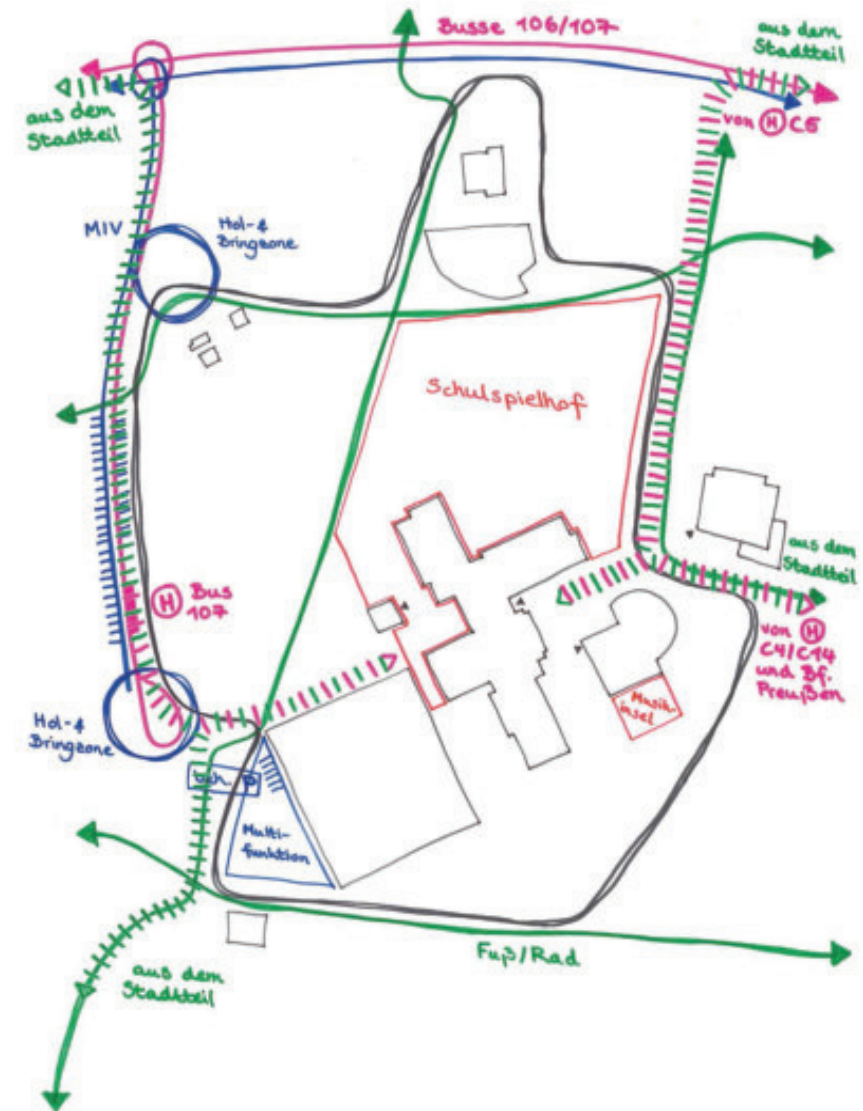 Busse 106/107
aus dem
Stadtteil
aus dem
Stadtteil
von H C5
MIV
Hol- &
Bringzone
Schulspielhof
H Bus
107
aus dem
Stadtteil
von H
C4/C14
und Bf.
Preußen
Musik-
insel
Hol- &
Bringzone
beh. P
Multi-
funktion
Fuß/Rad
aus dem
Stadtteil